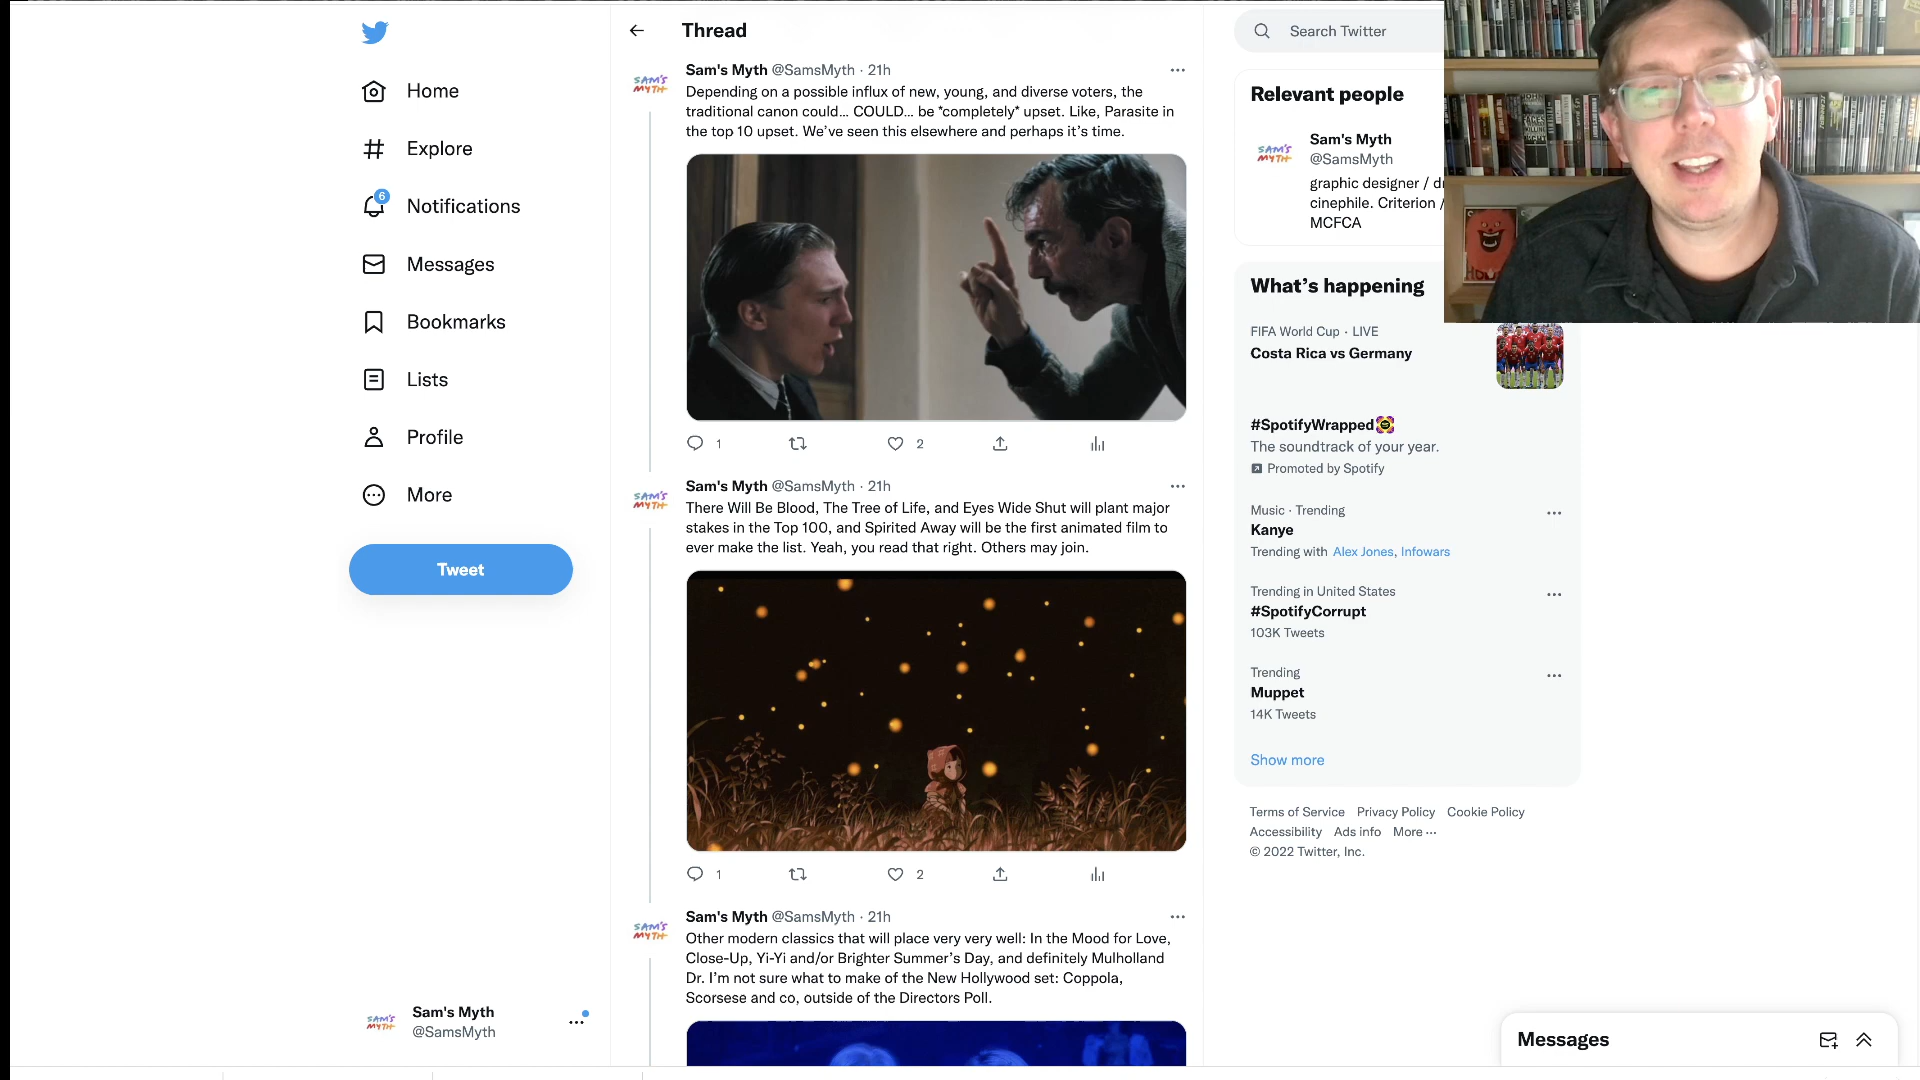 Home
Explore
6
Notifications
Messages
Bookmarks
Lists
Profile
More
Tweet
Sam's Myth
@SamsMyth
Thread
SAM'S MYTH
Sam's Myth @SamsMyth · 21h
Depending on a possible influx of new, young, and diverse voters, the
traditional canon could... COULD... be *completely* upset. Like, Parasite in
the top 10 upset. We've seen this elsewhere and perhaps it's time.
1
2
SAM'S MYTH
Sam's Myth @SamsMyth · 21h
There Will Be Blood, The Tree of Life, and Eyes Wide Shut will plant major
stakes in the Top 100, and Spirited Away will be the first animated film to
ever make the list. Yeah, you read that right. Others may join.
1
2
SAM'S MYTH
Sam's Myth @SamsMyth · 21h
Other modern classics that will place very very well: In the Mood for Love,
Close-Up, Yi-Yi and/or Brighter Summer's Day, and definitely Mulholland
Dr. I'm not sure what to make of the New Hollywood set: Coppola,
Scorsese and co, outside of the Directors Poll.
Search Twitter
Relevant people
SAM'S MYTH
Sam's Myth
@SamsMyth
graphic designer /
cinephile. Criterion /
MCFCA
What's happening
FIFA World Cup · LIVE
Costa Rica vs Germany
#SpotifyWrapped
The soundtrack of your year.
Promoted by Spotify
Music · Trending
Kanye
Trending with Alex Jones, Infowars
Trending in United States
#SpotifyCorrupt
103K Tweets
Trending
Muppet
14K Tweets
Show more
Terms of Service Privacy Policy Cookie Policy
Accessibility Ads info More ...
© 2022 Twitter, Inc.
Messages
SAM'S MYTH